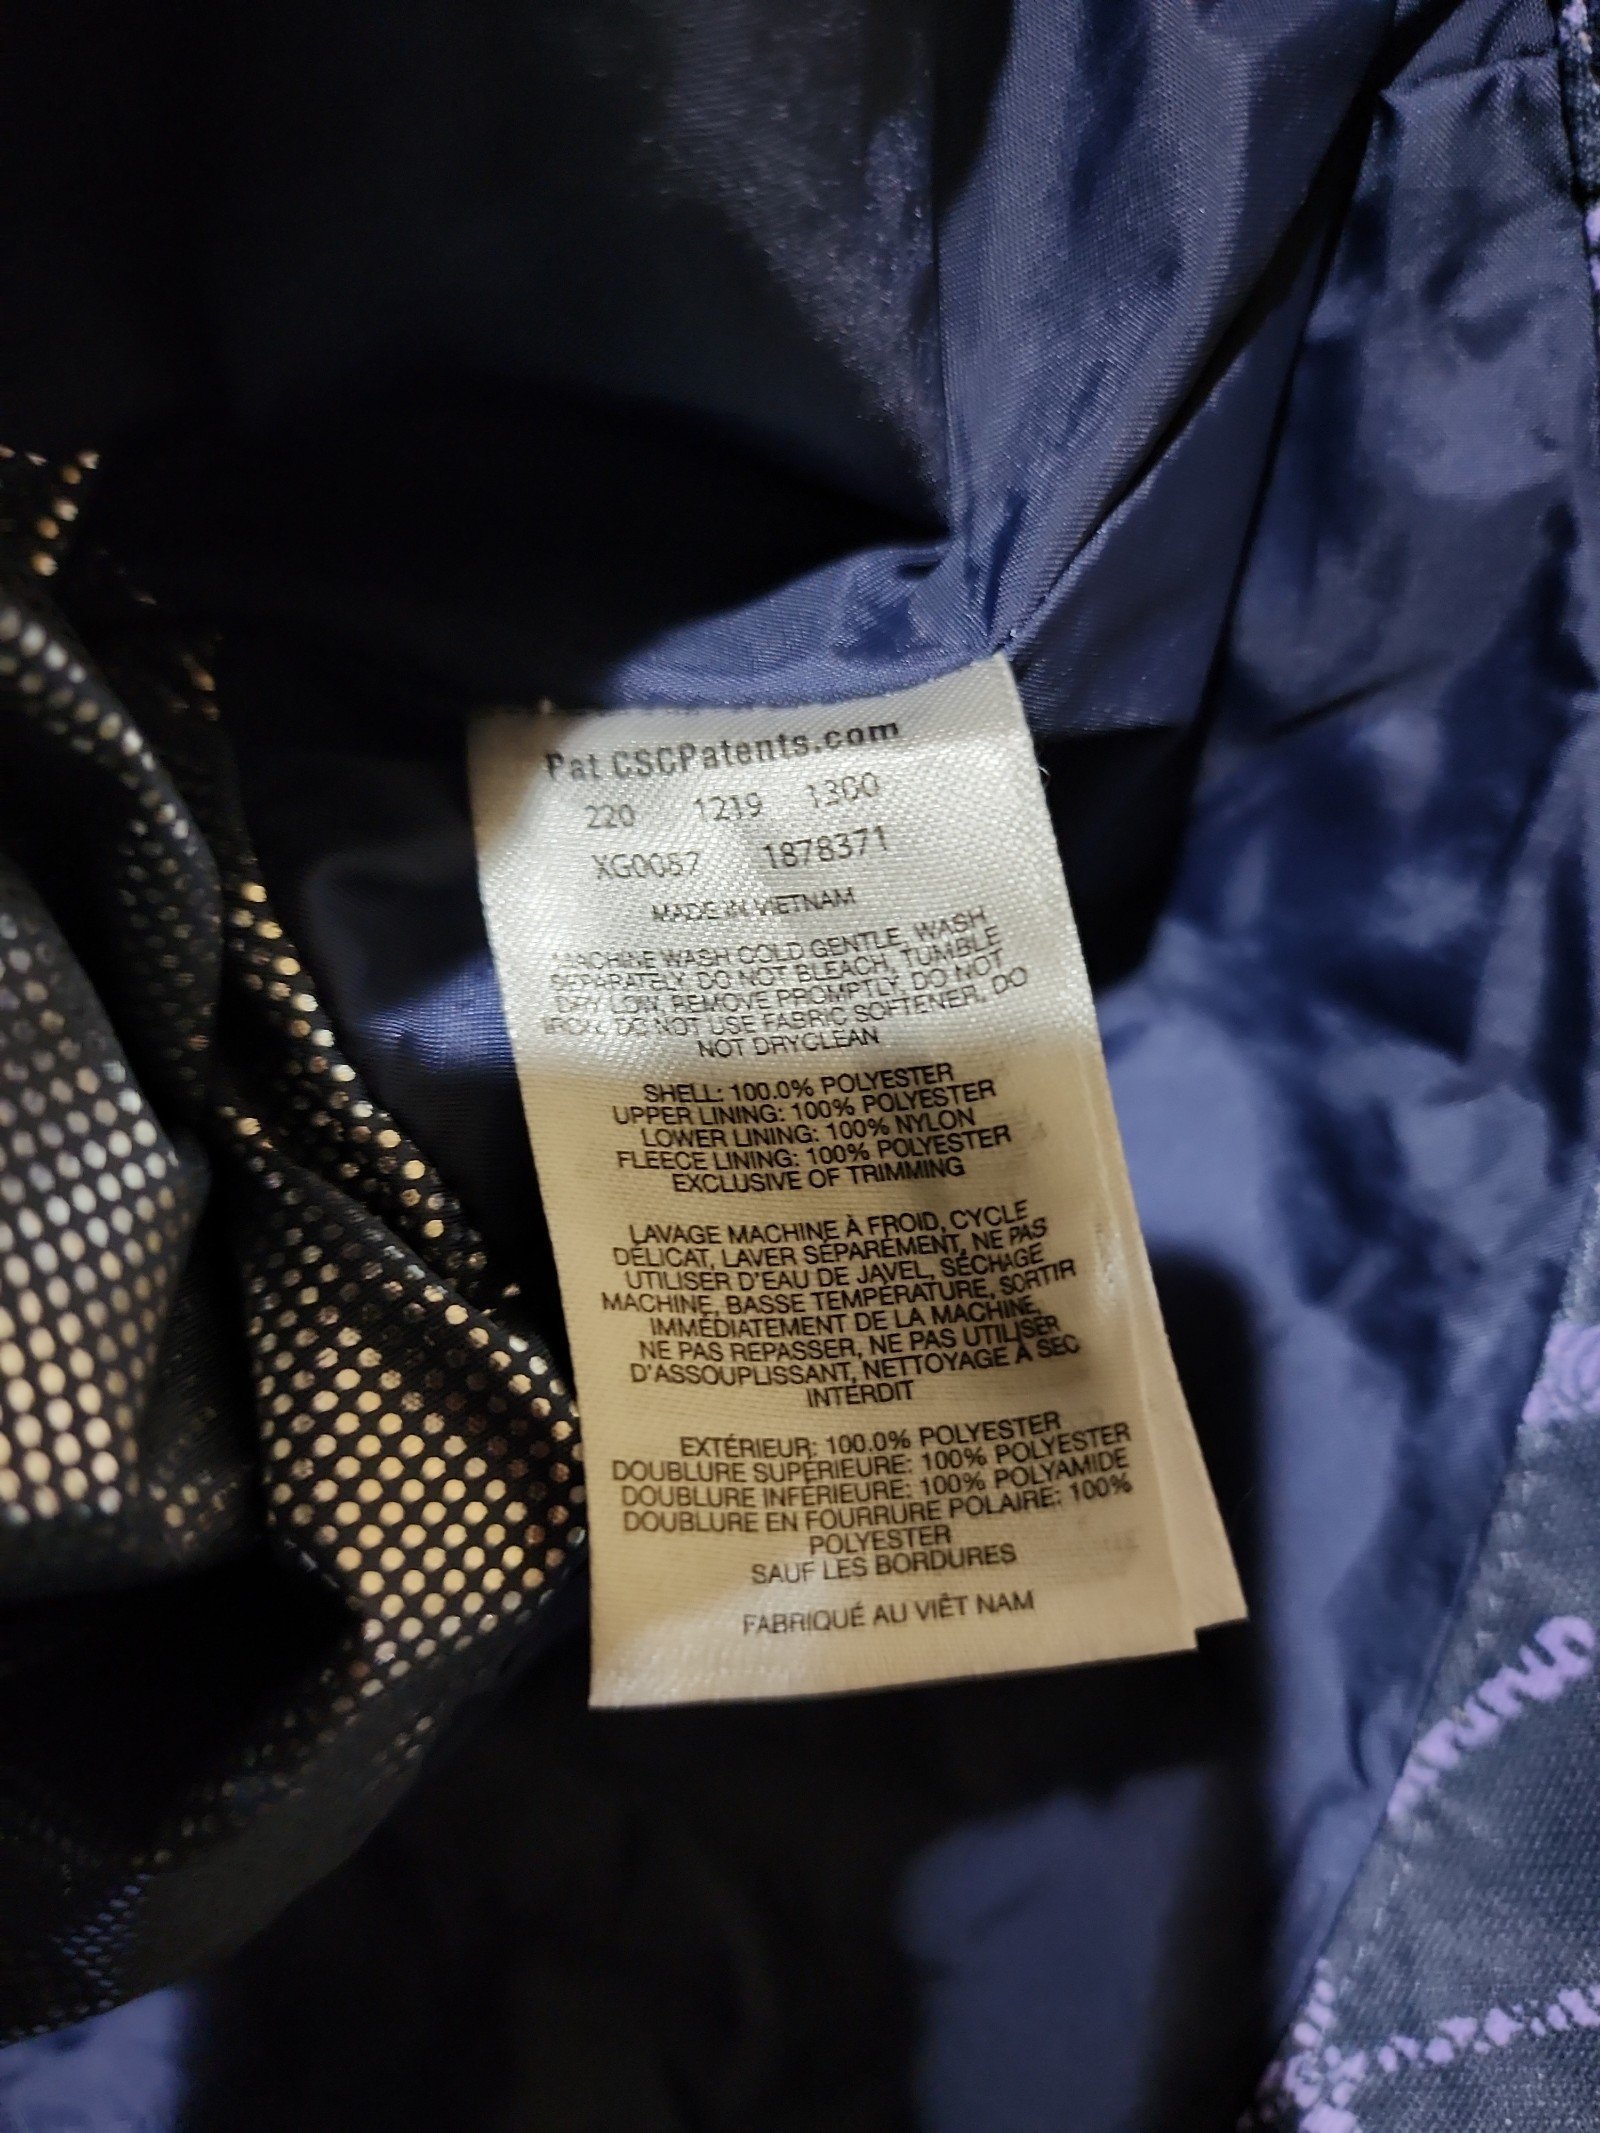 Pat.CSCPatents.com
220 1219 1300
XG0087 1878371
MADE IN VIETNAM
MACHINE WASH COLD GENTLE, WASH
SEPARATELY, DO NOT BLEACH, TUMBLE
DRY LOW, REMOVE PROMPTLY, DO NOT
IRON, DO NOT USE FABRIC SOFTENER, DO
NOT DRYCLEAN
SHELL: 100.0% POLYESTER
UPPER LINING: 100% POLYESTER
LOWER LINING: 100% NYLON
FLEECE LINING: 100% POLYESTER
EXCLUSIVE OF TRIMMING
LAVAGE MACHINE À FROID, CYCLE
DÉLICAT, LAVER SÉPARÉMENT, NE PAS
UTILISER D'EAU DE JAVEL, SÉCHAGE
MACHINE, BASSE TEMPÉRATURE, SORTIR
IMMÉDIATEMENT DE LA MACHINE,
NE PAS REPASSER, NE PAS UTILISER
D'ASSOUPLISSANT, NETTOYAGE À SEC
INTERDIT
EXTÉRIEUR: 100.0% POLYESTER
DOUBLURE SUPÉRIEURE: 100% POLYESTER
DOUBLURE INFÉRIEURE: 100% POLYAMIDE
DOUBLURE EN FOURRURE POLAIRE: 100%
POLYESTER
SAUF LES BORDURES
FABRIQUÉ AU VIÊT NAM